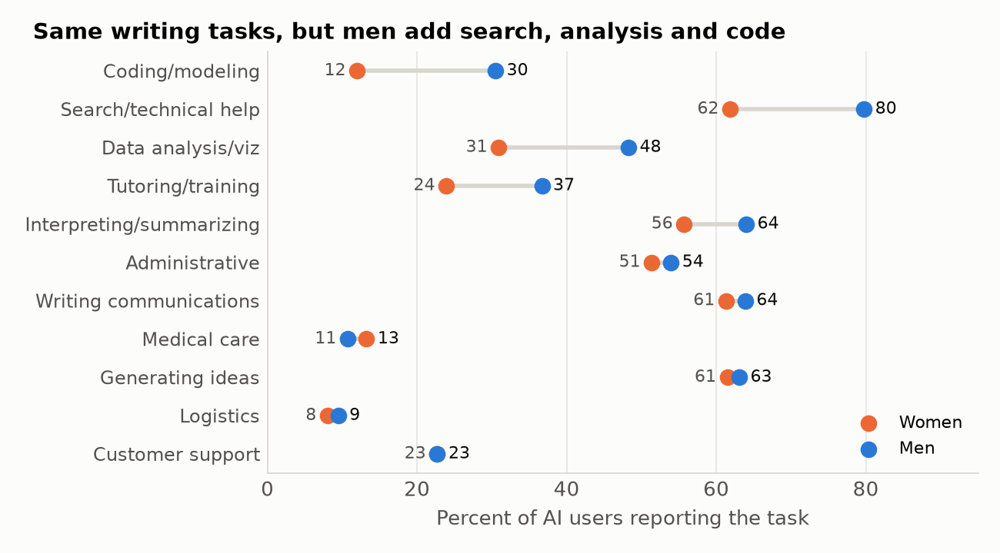 Same writing tasks, but men add search, analysis and code
Coding/modeling 12 30
Search/technical help 62 80
Data analysis/viz 31 48
Tutoring/training 24 37
Interpreting/summarizing 56 64
Administrative 51 54
Writing communications 61 64
Medical care 11 13
Generating ideas 61 63
Logistics 8 9
Customer support 23 23
Women
Men
0 20 40 60 80
Percent of AI users reporting the task